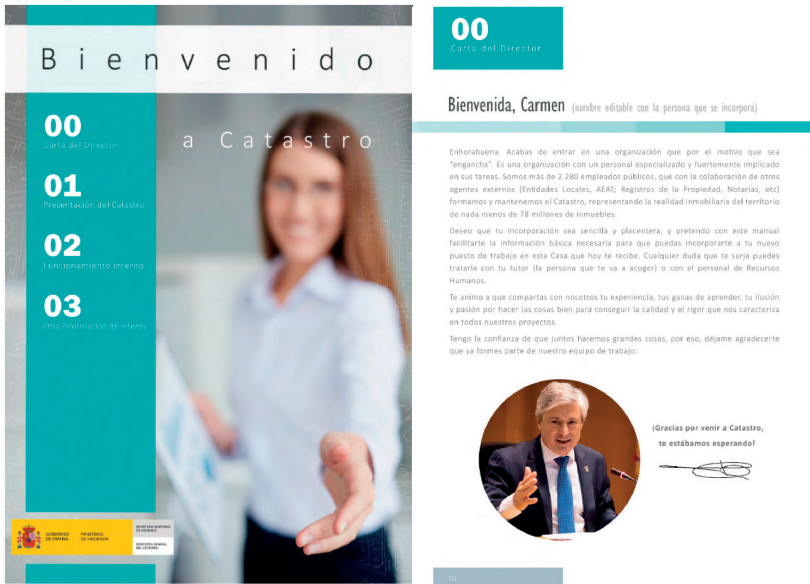 Bienvenido
a Catastro
00
Carta del Director
01
Presentación del Catastro
02
Funcionamiento interno
03
Otra información de interés
GOBIERNO
DE ESPAÑA
MINISTERIO
DE HACIENDA
SECRETARÍA DE ESTADO
DE HACIENDA
DIRECCIÓN GENERAL
DEL CATASTRO
00
Carta del Director
Bienvenida, Carmen (nombre editable con la persona que se incorpora)
Enhorabuena. Acabas de entrar en una organización que por el motivo que sea
"engancha". Es una organización con un personal especializado y fuertemente implicado
en sus tareas. Somos más de 2.280 empleados públicos, que con la colaboración de otros
agentes externos (Entidades Locales, AEAT; Registros de la Propiedad, Notarías, etc)
formamos y mantenemos el Catastro, representando la realidad inmobiliaria del territorio
de nada menos de 78 millones de inmuebles.
Deseo que tu incorporación sea sencilla y placentera, y pretendo con este manual
facilitarte la información básica necesaria para que puedas incorporarte a tu nuevo
puesto de trabajo en esta Casa que hoy te recibe. Cualquier duda que te surja puedes
tratarla con tu tutor (la persona que te va a acoger) o con el personal de Recursos
Humanos.
Te animo a que compartas con nosotros tu experiencia, tus ganas de aprender, tu ilusión
y pasión por hacer las cosas bien para conseguir la calidad y el rigor que nos caracteriza
en todos nuestros proyectos.
Tengo la confianza de que juntos haremos grandes cosas, por eso, déjame agradecerte
que ya formes parte de nuestro equipo de trabajo:
¡Gracias por venir a Catastro,
te estábamos esperando!